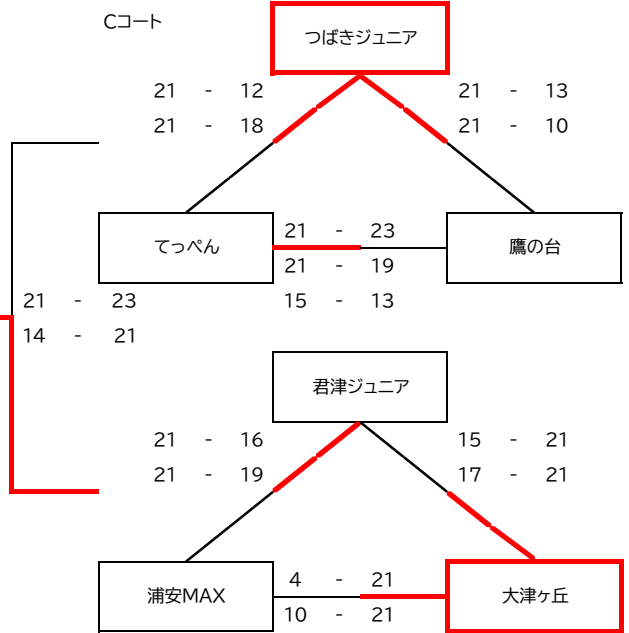 Cコート
つばきジュニア
21 - 12
21 - 13
21 - 18
21 - 10
てっぺん
21 - 23
鷹の台
21 - 19
21 - 23
15 - 13
14 - 21
君津ジュニア
21 - 16
15 - 21
21 - 19
17 - 21
浦安MAX
4 - 21
大津ヶ丘
10 - 21